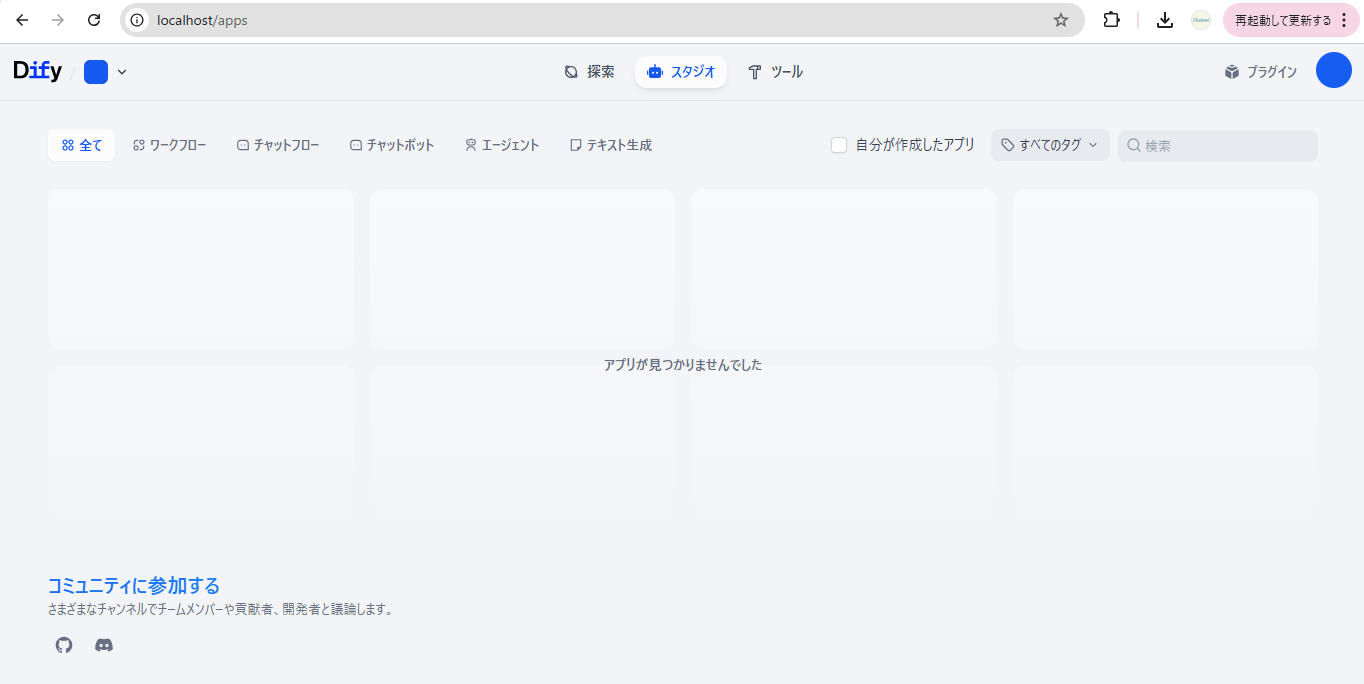 localhost/apps
再起動して更新する
Dify
/
探索
スタジオ
ツール
プラグイン
全て
ワークフロー
チャットフロー
チャットボット
エージェント
テキスト生成
自分が作成したアプリ
すべてのタグ
検索
アプリが見つかりませんでした
コミュニティに参加する
さまざまなチャンネルでチームメンバーや貢献者、開発者と議論します。